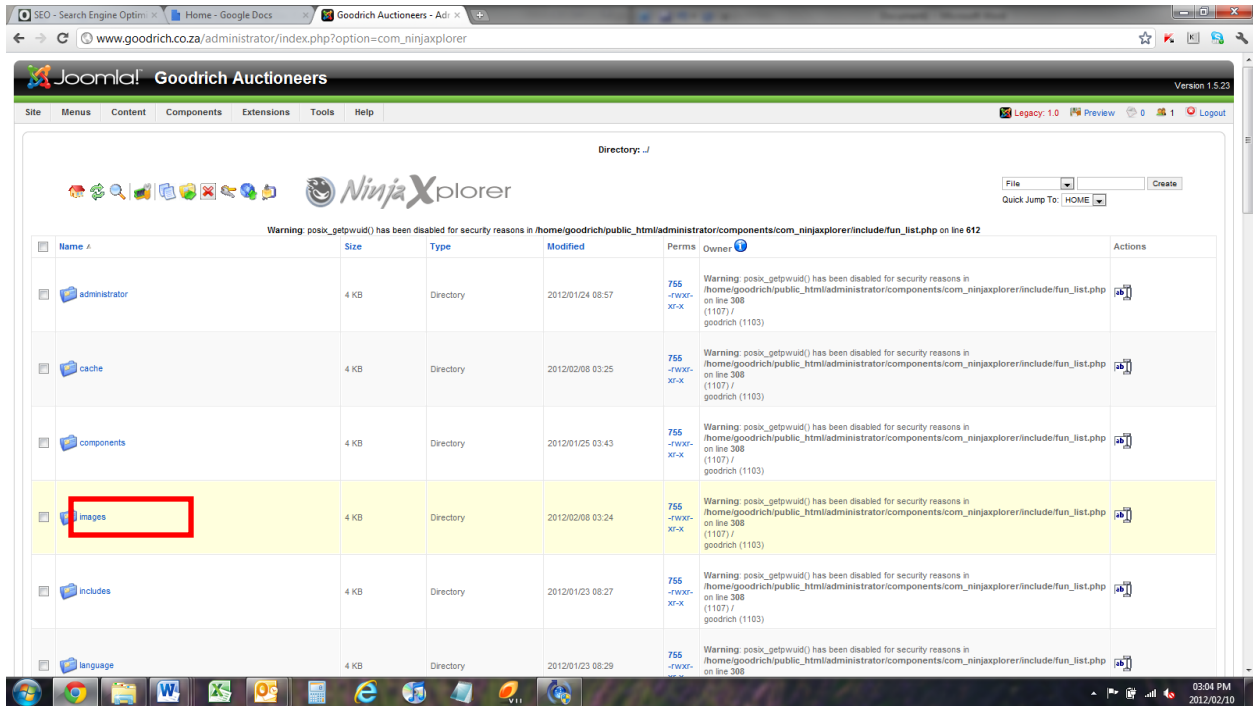 SEO - Search Engine Optim
Home - Google Docs
Goodrich Auctioneers - Adm
www.goodrich.co.za/administrator/index.php?option=com_ninjaxplorer
Joomla! Goodrich Auctioneers
Version 1.5.23
Site Menus Content Components Extensions Tools Help
Legacy: 1.0 Preview 0 1 Logout
Directory: ../
NinjaXplorer
File Create
Quick Jump To: HOME
Warning: posix_getpwuid() has been disabled for security reasons in /home/goodrich/public_html/administrator/components/com_ninjaxplorer/include/fun_list.php on line 612
Name Size Type Modified Perms Owner Actions
administrator 4 KB Directory 2012/01/24 08:57
755
-rwxr-
xr-x
Warning: posix_getpwuid() has been disabled for security reasons in
/home/goodrich/public_html/administrator/components/com_ninjaxplorer/include/fun_list.php
on line 308
(1107) /
goodrich (1103)
cache 4 KB Directory 2012/02/08 03:25
755
-rwxr-
xr-x
Warning: posix_getpwuid() has been disabled for security reasons in
/home/goodrich/public_html/administrator/components/com_ninjaxplorer/include/fun_list.php
on line 308
(1107) /
goodrich (1103)
components 4 KB Directory 2012/01/25 03:43
755
-rwxr-
xr-x
Warning: posix_getpwuid() has been disabled for security reasons in
/home/goodrich/public_html/administrator/components/com_ninjaxplorer/include/fun_list.php
on line 308
(1107) /
goodrich (1103)
images 4 KB Directory 2012/02/08 03:24
755
-rwxr-
xr-x
Warning: posix_getpwuid() has been disabled for security reasons in
/home/goodrich/public_html/administrator/components/com_ninjaxplorer/include/fun_list.php
on line 308
(1107) /
goodrich (1103)
includes 4 KB Directory 2012/01/23 08:27
755
-rwxr-
xr-x
Warning: posix_getpwuid() has been disabled for security reasons in
/home/goodrich/public_html/administrator/components/com_ninjaxplorer/include/fun_list.php
on line 308
(1107) /
goodrich (1103)
language 4 KB Directory 2012/01/23 08:29
755
-rwxr-
Warning: posix_getpwuid() has been disabled for security reasons in
/home/goodrich/public_html/administrator/components/com_ninjaxplorer/include/fun_list.php
on line 308
03:04 PM
2012/02/10